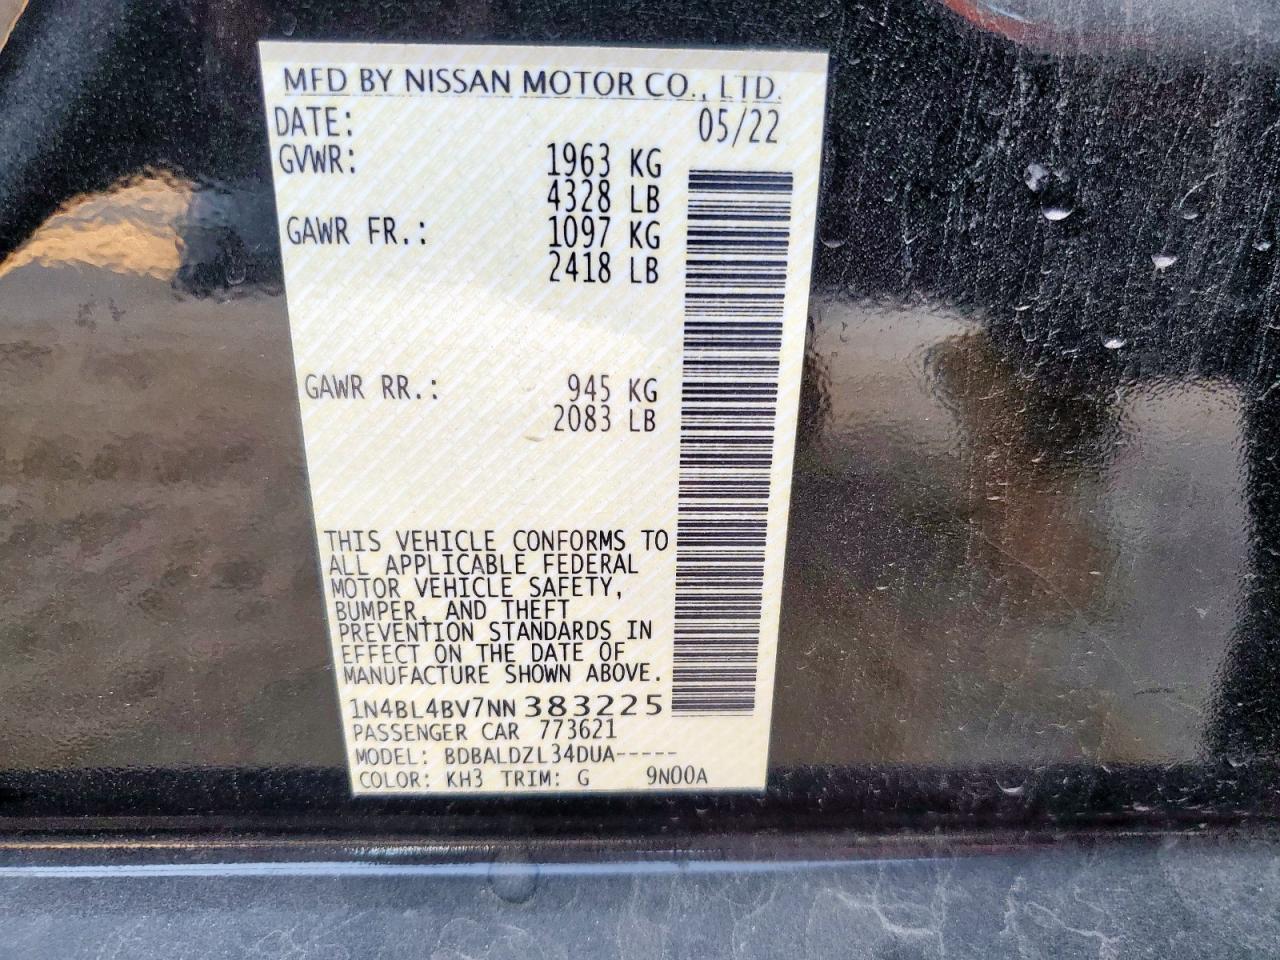 MFD BY NISSAN MOTOR CO., LTD.
DATE: 05/22
GVWR: 1963 KG
4328 LB
GAWR FR.: 1097 KG
2418 LB
GAWR RR.: 945 KG
2083 LB
THIS VEHICLE CONFORMS TO
ALL APPLICABLE FEDERAL
MOTOR VEHICLE SAFETY,
BUMPER, AND THEFT
PREVENTION STANDARDS IN
EFFECT ON THE DATE OF
MANUFACTURE SHOWN ABOVE.
1N4BL4BV7NN383225
PASSENGER CAR 773621
MODEL: BDBALDZL34DUA-----
COLOR: KH3 TRIM: G 9N00A